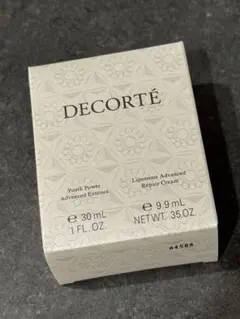 DECORTÉ
Youth Power
Advanced Essence
℮ 30 mL
1 FL. OZ.
Liposome Advanced
Repair Cream
℮ 9.9 mL
NET WT. .35 OZ.